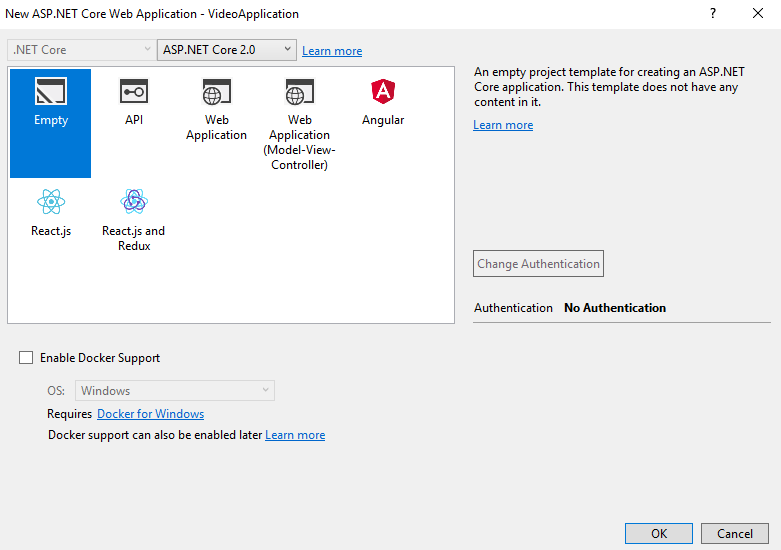 New ASP.NET Core Web Application - VideoApplication
?
.NET Core
ASP.NET Core 2.0
Learn more
Empty
API
Web
Application
Web
Application
(Model-View-
Controller)
Angular
React.js
React.js and
Redux
An empty project template for creating an ASP.NET
Core application. This template does not have any
content in it.
Learn more
Change Authentication
Authentication No Authentication
Enable Docker Support
OS: Windows
Requires Docker for Windows
Docker support can also be enabled later Learn more
OK
Cancel